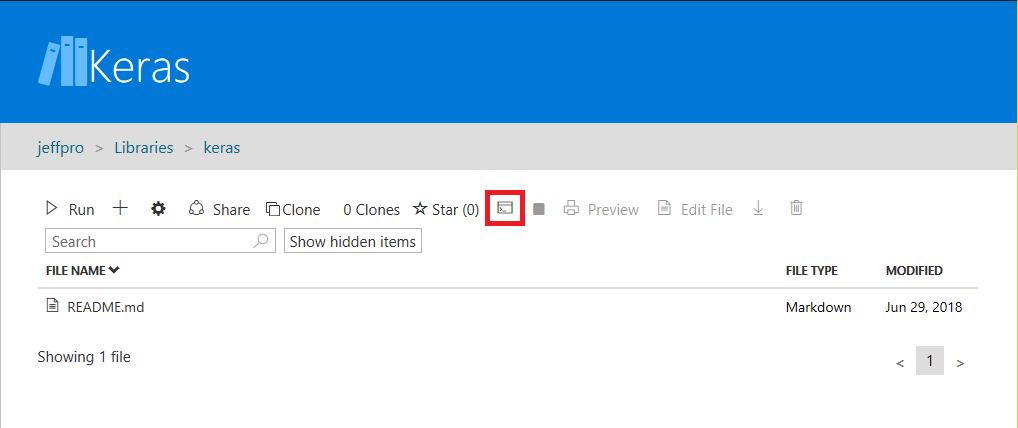 Keras
jeffpro > Libraries > keras
Run Share Clone 0 Clones Star (0) Preview Edit File
Search Show hidden items
FILE NAME FILE TYPE MODIFIED
README.md Markdown Jun 29, 2018
Showing 1 file < 1 >